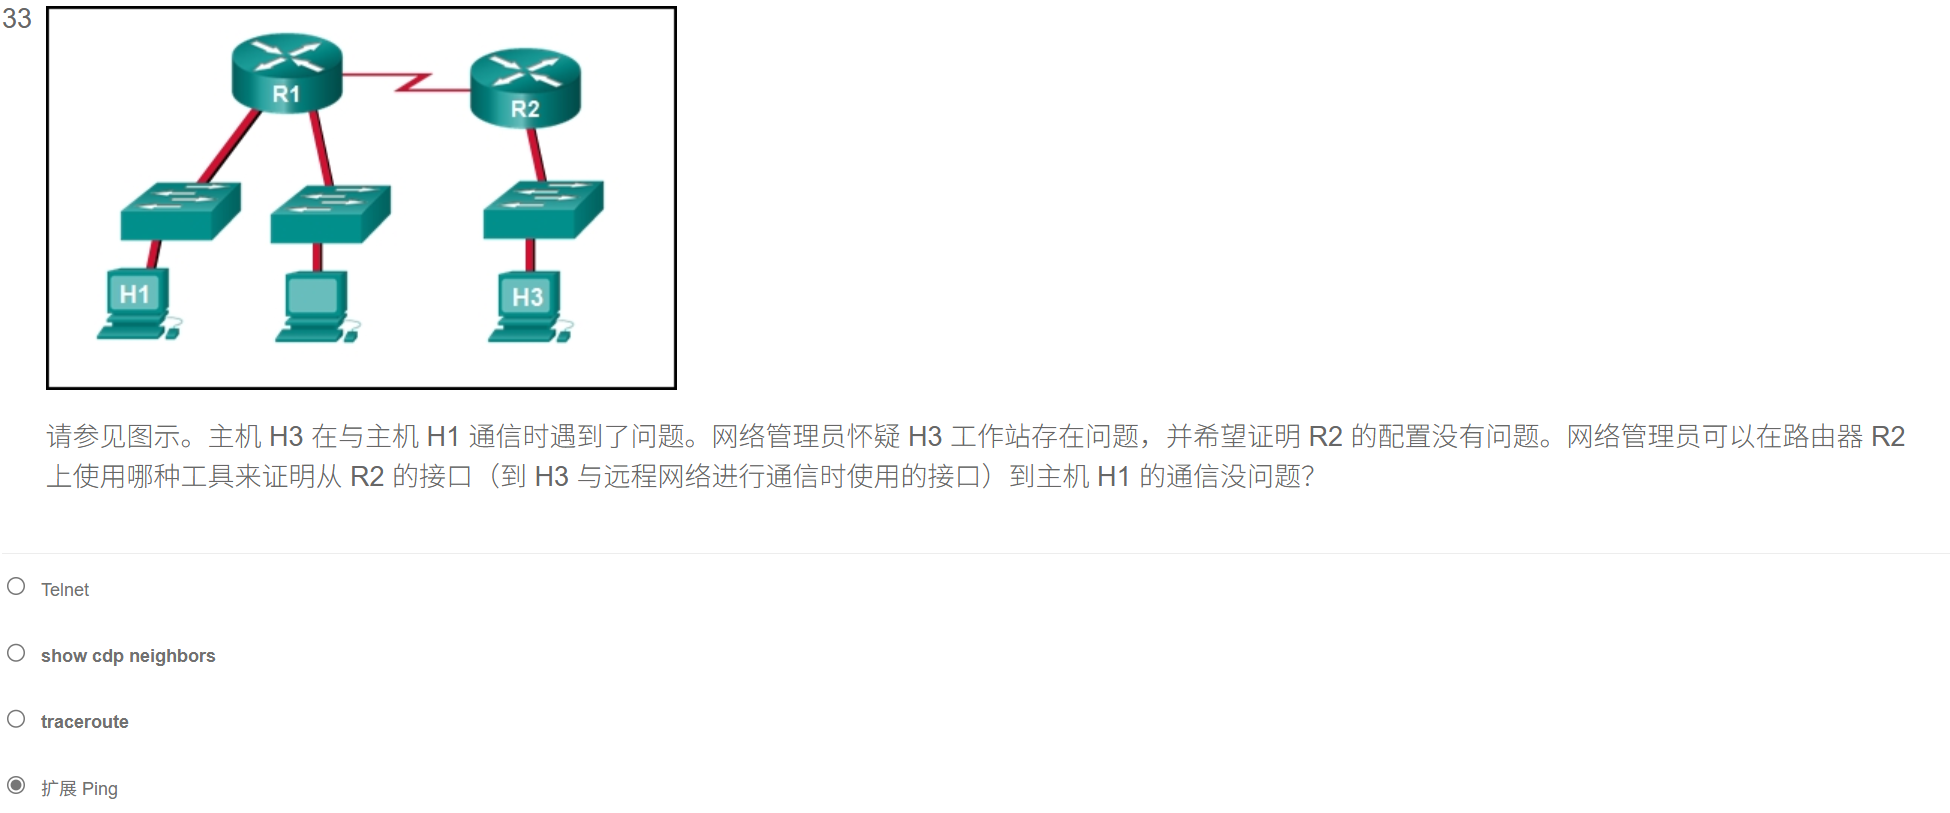 33
R1
R2
H1
H3
请参见图示。主机 H3 在与主机 H1 通信时遇到了问题。网络管理员怀疑 H3 工作站存在问题，并希望证明 R2 的配置没有问题。网络管理员可以在路由器 R2
上使用哪种工具来证明从 R2 的接口（到 H3 与远程网络进行通信时使用的接口）到主机 H1 的通信没问题？
Telnet
show cdp neighbors
traceroute
扩展 Ping